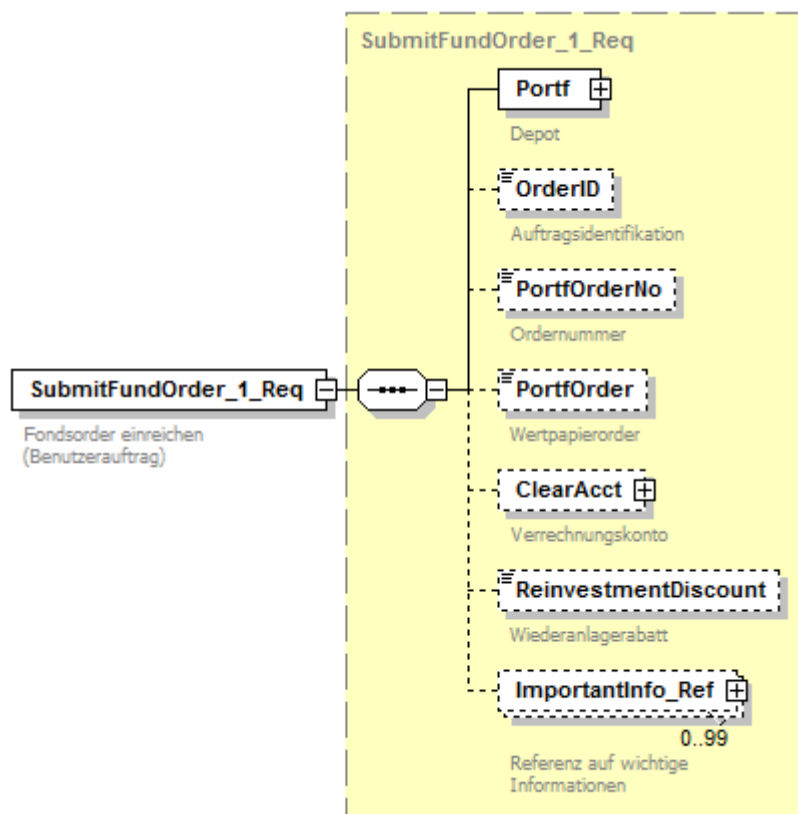 SubmitFundOrder_1_Req
Portf
Depot
OrderID
Auftragsidentifikation
PortfOrderNo
Ordernummer
SubmitFundOrder_1_Req
Fondsorder einreichen
(Benutzerauftrag)
PortfOrder
Wertpapierorder
ClearAcct
Verrechnungskonto
ReinvestmentDiscount
Wiederanlagerabatt
ImportantInfo_Ref
0..99
Referenz auf wichtige
Informationen